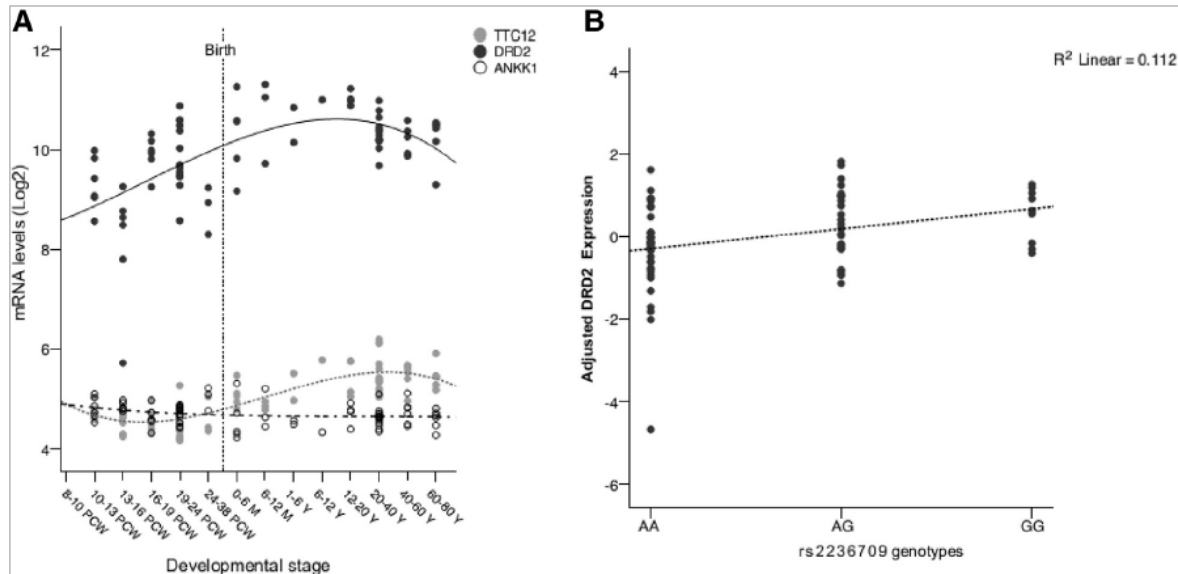 A
12
10
8
6
4
mRNA levels (Log2)
Birth
TTC12
DRD2
ANKK1
8-10 PCW
10-13 PCW
13-16 PCW
16-19 PCW
19-24 PCW
24-38 PCW
0-6 M
6-12 M
1-6 Y
6-12 Y
12-20 Y
20-40 Y
40-60 Y
60-80 Y
Developmental stage
B
R² Linear = 0.112
4
2
0
-2
-4
-6
Adjusted DRD2 Expression
AA
AG
GG
rs2236709 genotypes